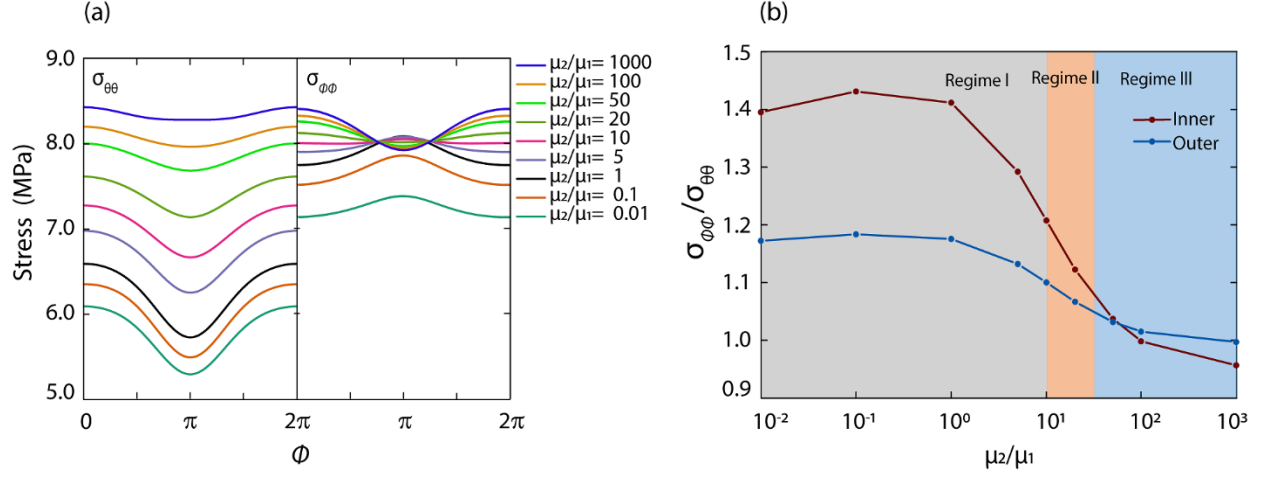 (a)
Stress (MPa)
9.0
8.0
7.0
6.0
5.0
σθθ
σΦΦ
0
π
2π
π
2π
Φ
μ₂/μ₁= 1000
μ₂/μ₁= 100
μ₂/μ₁= 50
μ₂/μ₁= 20
μ₂/μ₁= 10
μ₂/μ₁= 5
μ₂/μ₁= 1
μ₂/μ₁= 0.1
μ₂/μ₁= 0.01
(b)
σΦΦ/σθθ
1.5
1.4
1.3
1.2
1.1
1.0
0.9
Regime I
Regime II
Regime III
Inner
Outer
10⁻²
10⁻¹
10⁰
10¹
10²
10³
μ₂/μ₁